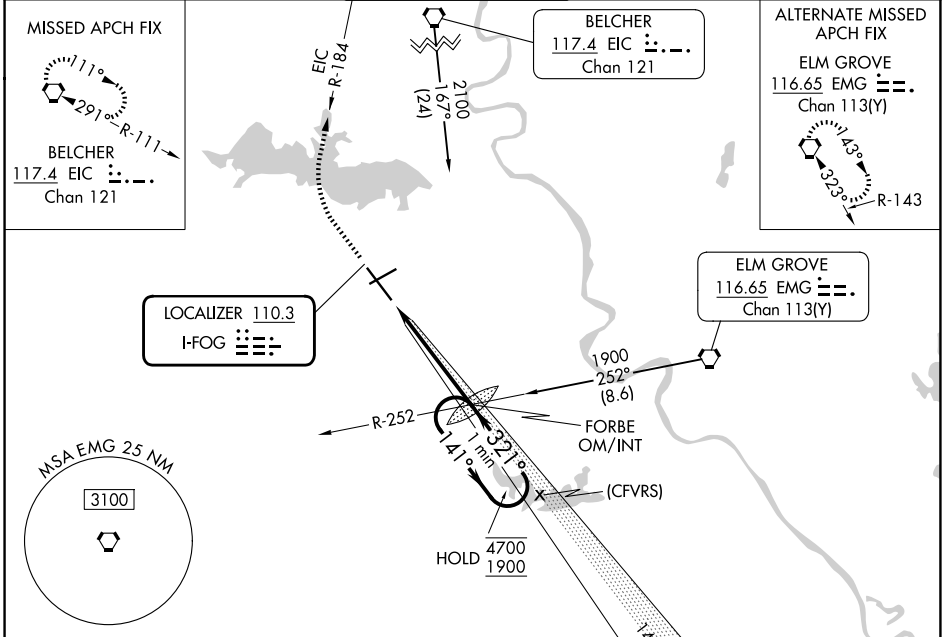 MISSED APCH FIX
111°
291°
R-111
BELCHER
117.4 EIC
Chan 121
EIC
R-184
2100
167°
(24)
BELCHER
117.4 EIC
Chan 121
ALTERNATE MISSED
APCH FIX
ELM GROVE
116.65 EMG
Chan 113(Y)
143°
323°
R-143
LOCALIZER 110.3
I-FOG
ELM GROVE
116.65 EMG
Chan 113(Y)
1900
252°
(8.6)
R-252
FORBE
OM/INT
321°
1 min
141°
(CFVRS)
HOLD 4700
1900
MSA EMG 25 NM
3100